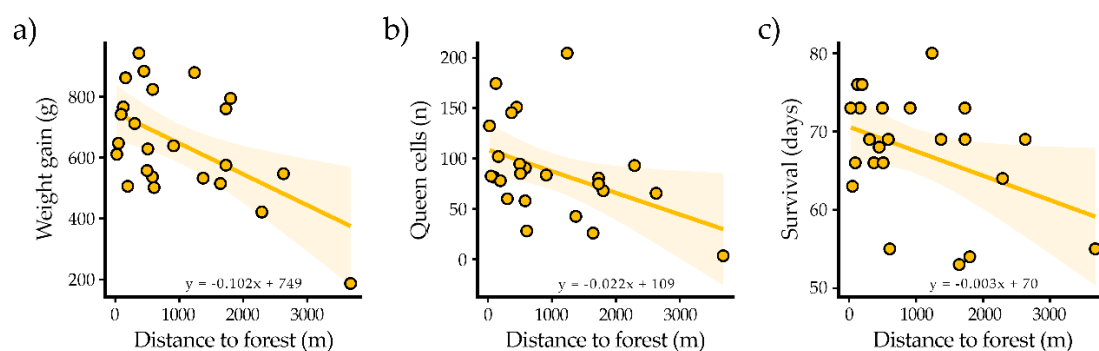 a)
Weight gain (g)
800
600
400
200
y = -0.102x + 749
0 1000 2000 3000
Distance to forest (m)
b)
Queen cells (n)
200
150
100
50
0
y = -0.022x + 109
0 1000 2000 3000
Distance to forest (m)
c)
Survival (days)
80
70
60
50
y = -0.003x + 70
0 1000 2000 3000
Distance to forest (m)